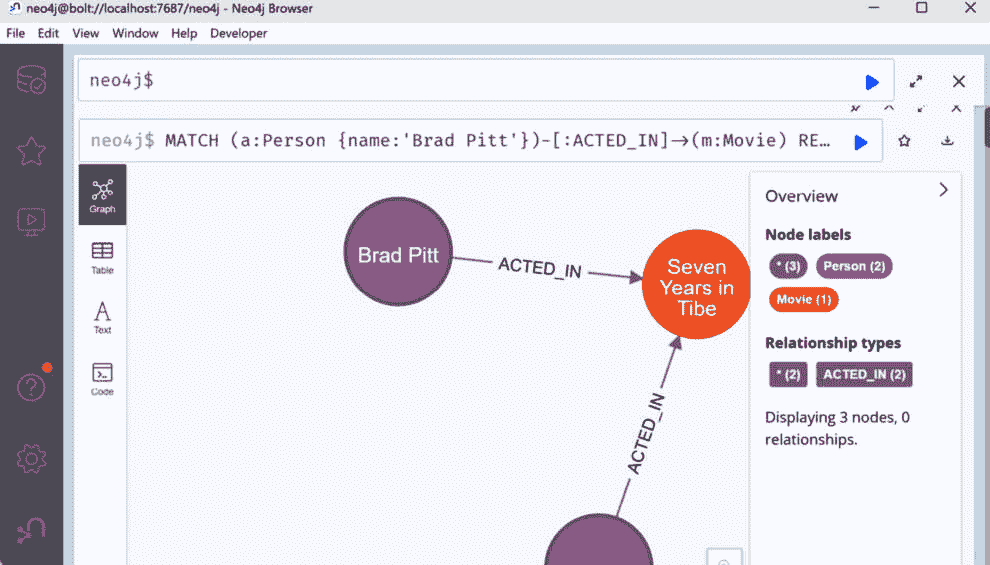 neo4j@bolt://localhost:7687/neo4j - Neo4j Browser
File Edit View Window Help Developer
neo4j$
neo4j$ MATCH (a:Person {name:'Brad Pitt'})-[:ACTED_IN]→(m:Movie) RE…
Graph
Table
Text
Code
Brad Pitt
ACTED_IN
Seven
Years in
Tibe
ACTED_IN
Overview
Node labels
* (3) Person (2)
Movie (1)
Relationship types
* (2) ACTED_IN (2)
Displaying 3 nodes, 0
relationships.